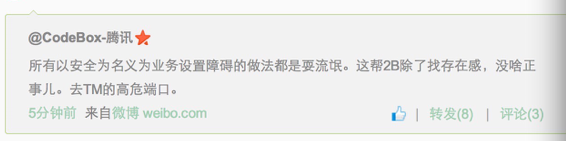 @CodeBox-腾讯
所有以安全为名义为业务设置障碍的做法都是耍流氓。这帮2B除了找存在感，没啥正
事儿。去TM的高危端口。
5分钟前 来自微博 weibo.com | 转发(8) | 评论(3)